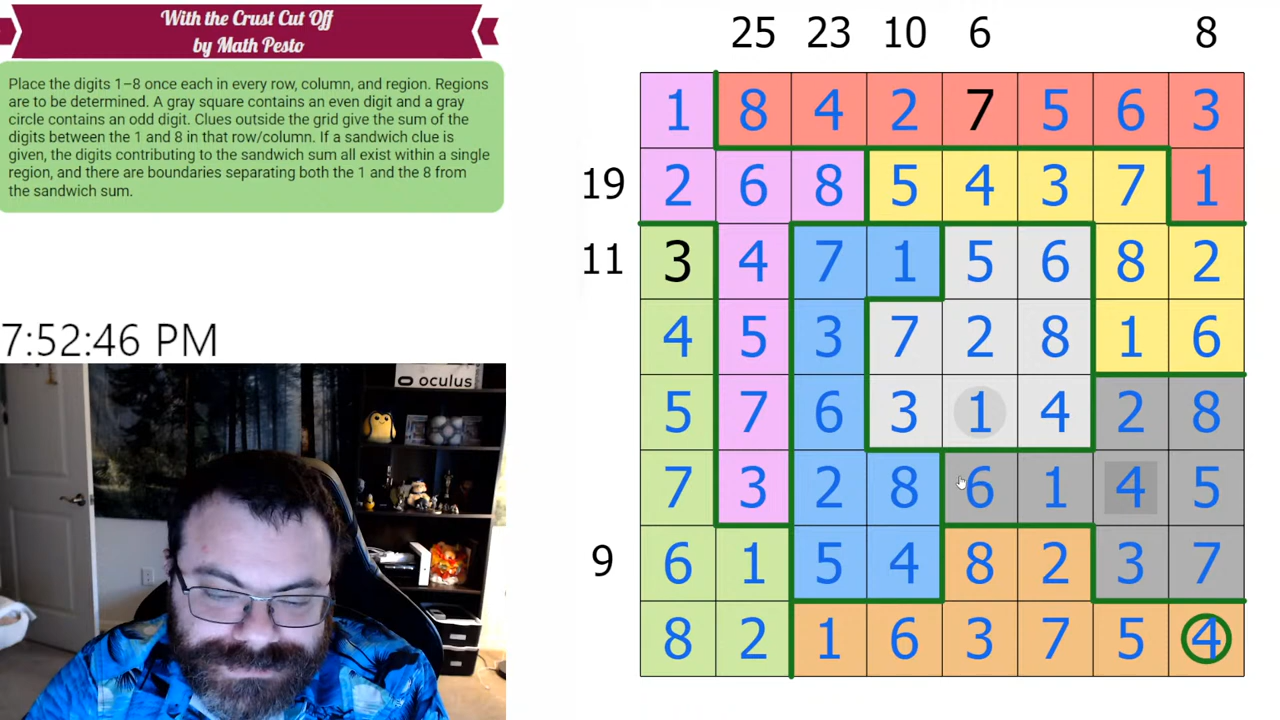 With the Crust Cut Off
by Math Pesto
Place the digits 1–8 once each in every row, column, and region. Regions
are to be determined. A gray square contains an even digit and a gray
circle contains an odd digit. Clues outside the grid give the sum of the
digits between the 1 and 8 in that row/column. If a sandwich clue is
given, the digits contributing to the sandwich sum all exist within a single
region, and there are boundaries separating both the 1 and the 8 from
the sandwich sum.
7:52:46 PM
oculus
25 23 10 6 8
1 8 4 2 7 5 6 3
19 2 6 8 5 4 3 7 1
11 3 4 7 1 5 6 8 2
4 5 3 7 2 8 1 6
5 7 6 3 1 4 2 8
7 3 2 8 6 1 4 5
9 6 1 5 4 8 2 3 7
8 2 1 6 3 7 5 4